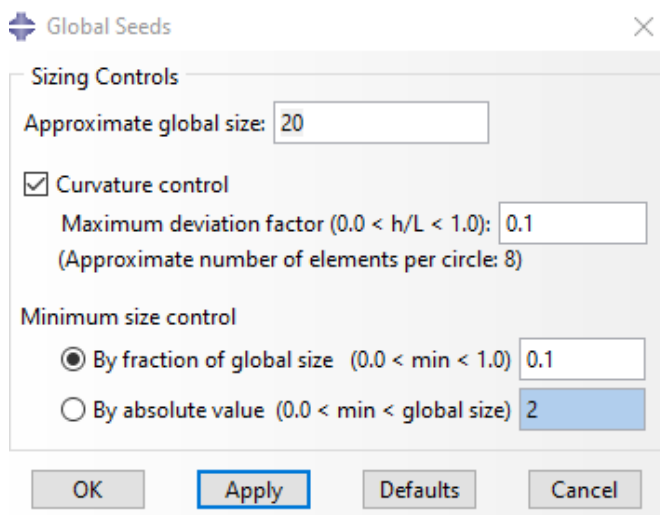 Global Seeds
Sizing Controls
Approximate global size: 20
Curvature control
Maximum deviation factor (0.0 < h/L < 1.0): 0.1
(Approximate number of elements per circle: 8)
Minimum size control
By fraction of global size (0.0 < min < 1.0) 0.1
By absolute value (0.0 < min < global size) 2
OK Apply Defaults Cancel